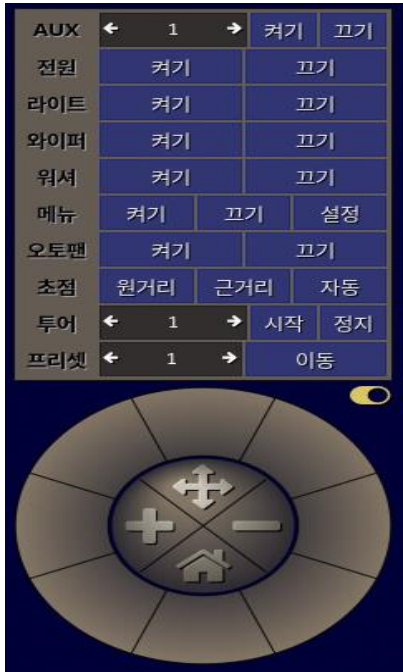 AUX 1 켜기 끄기
전원 켜기 끄기
라이트 켜기 끄기
와이퍼 켜기 끄기
워셔 켜기 끄기
메뉴 켜기 끄기 설정
오토팬 켜기 끄기
초점 원거리 근거리 자동
투어 1 시작 정지
프리셋 1 이동